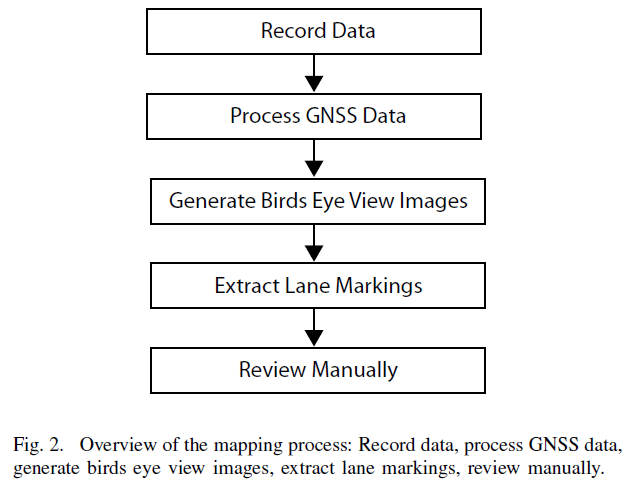 Record Data
Process GNSS Data
Generate Birds Eye View Images
Extract Lane Markings
Review Manually
Fig. 2. Overview of the mapping process: Record data, process GNSS data,
generate birds eye view images, extract lane markings, review manually.